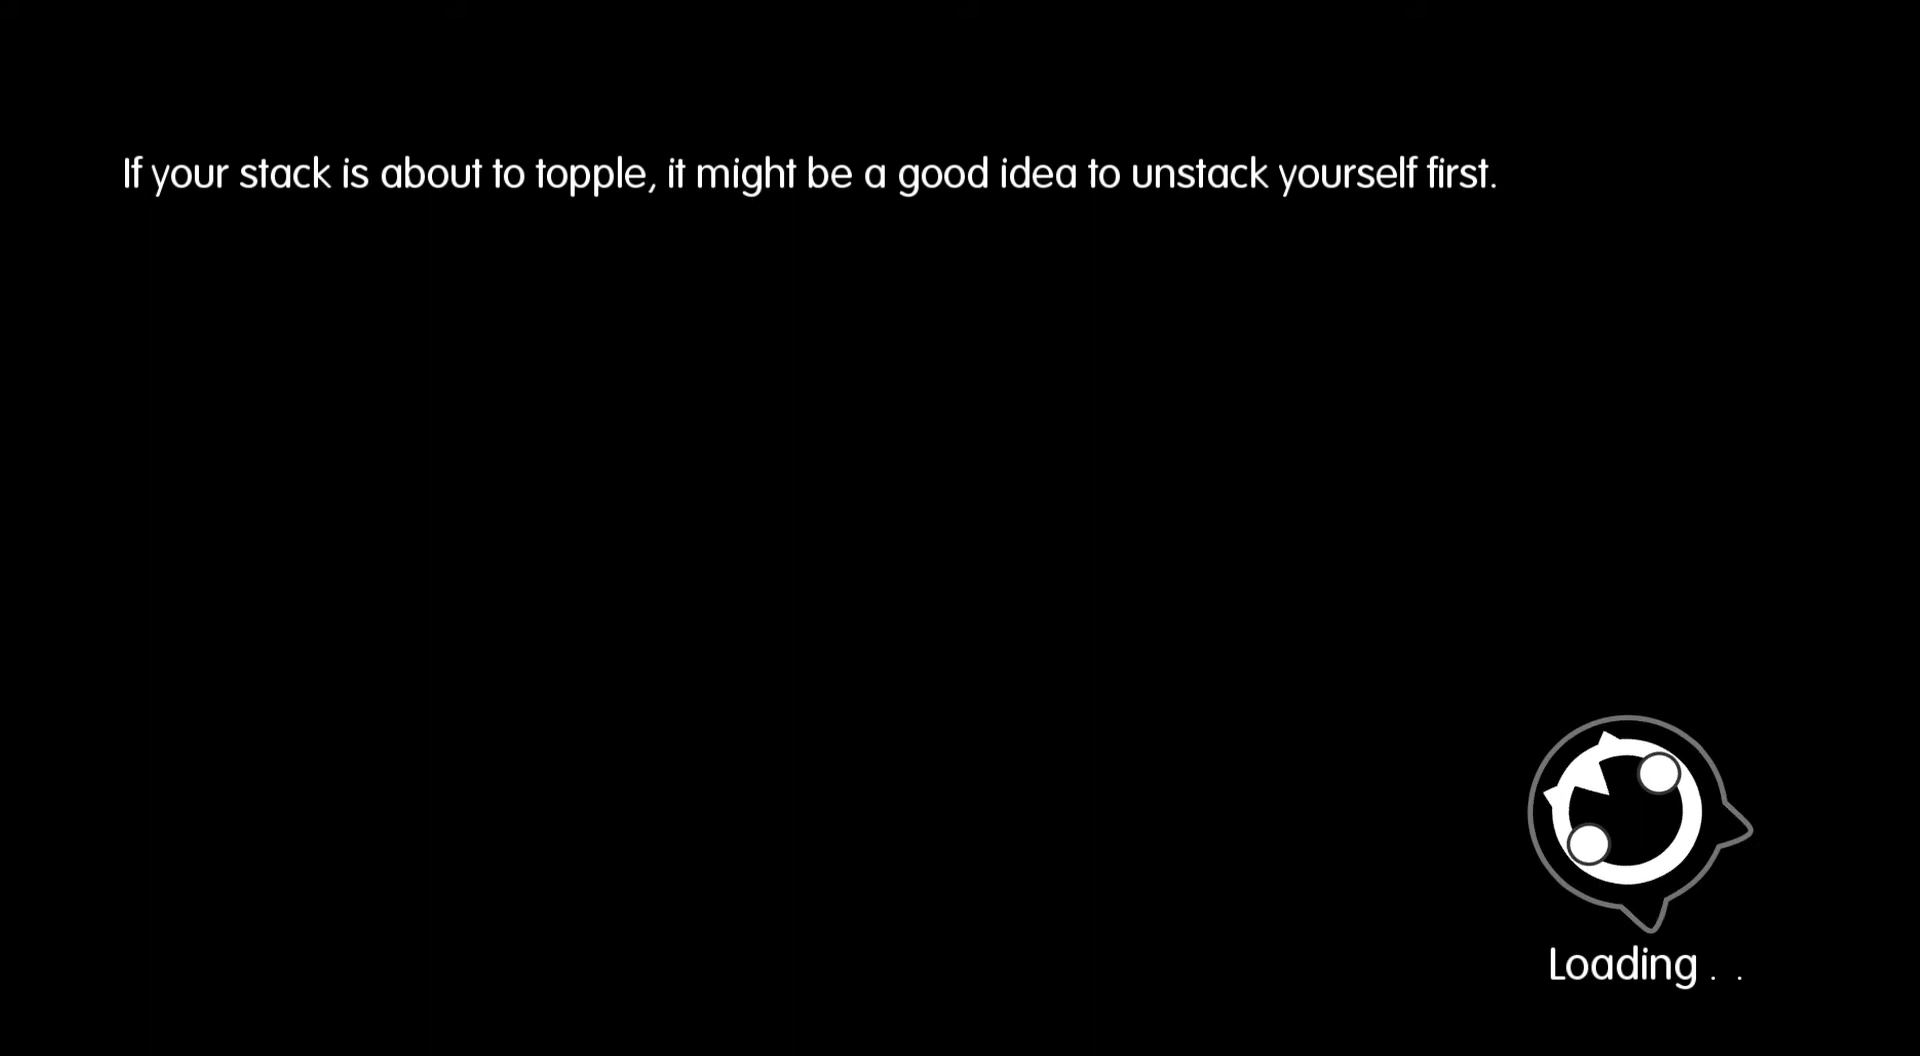 If your stack is about to topple, it might be a good idea to unstack yourself first.
Loading . .